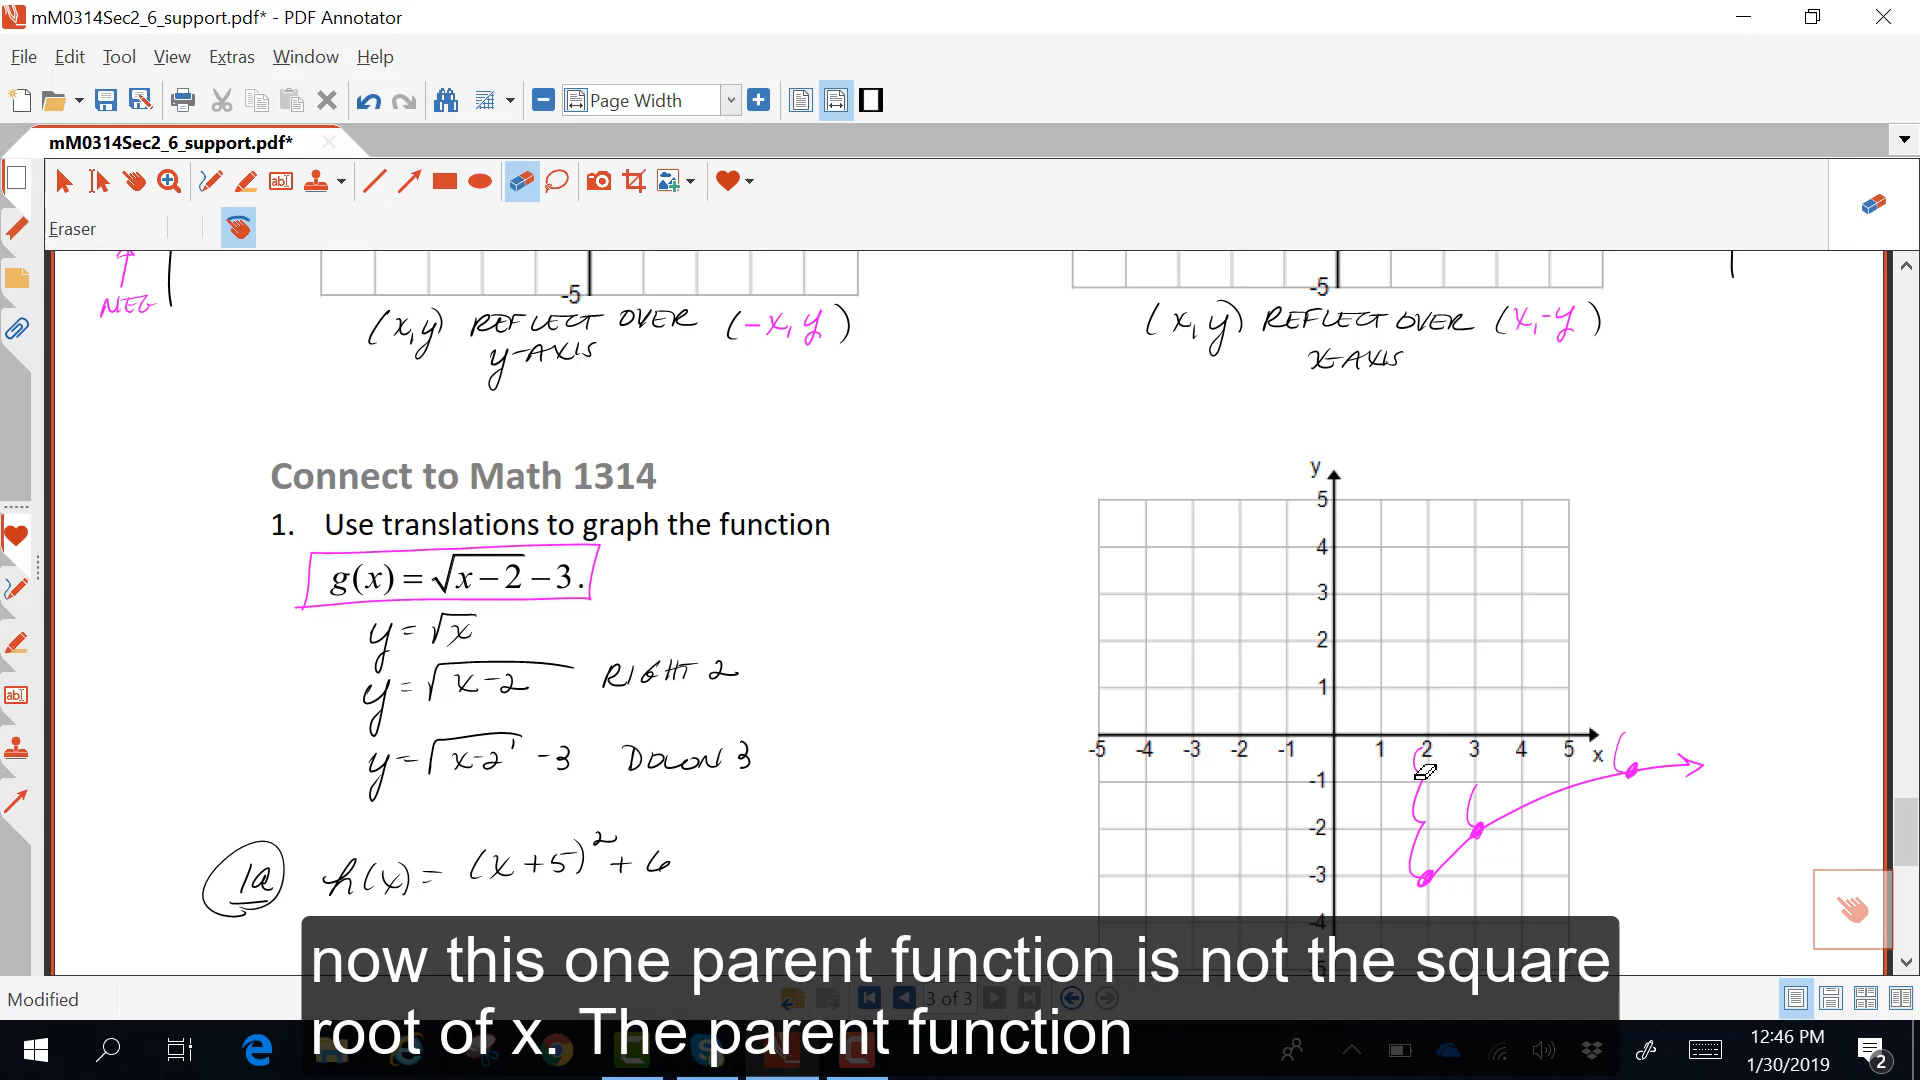 mM0314Sec2_6_support.pdf* - PDF Annotator
File Edit Tool View Extras Window Help
Page Width
mM0314Sec2_6_support.pdf*
Eraser
NEG
-5
-5
(x,y) REFLECT OVER (-x,y)
y-AXIS
(x,y) REFLECT OVER (x,-y)
x-AXIS
Connect to Math 1314
1. Use translations to graph the function
g(x) = √x-2 - 3.
y = √x
y = √x-2 RIGHT 2
y = √x-2 - 3 DOWN 3
1a h(x) = (x+5)² + 6
y
5
4
3
2
1
-5 -4 -3 -2 -1 1 2 3 4 5 x
-1
-2
-3
-4
now this one parent function is not the square
root of x. The parent function
Modified
3 of 3
12:46 PM
1/30/2019
2